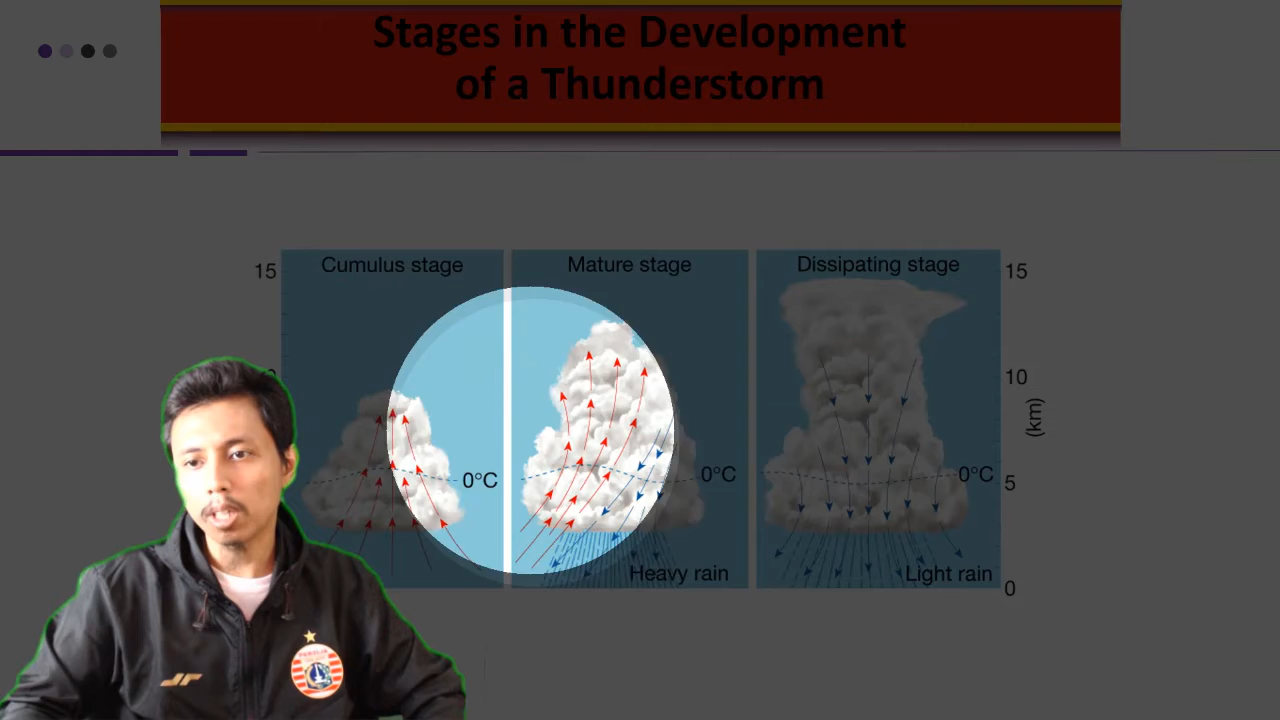 Stages in the Development
of a Thunderstorm
Cumulus stage
Mature stage
Dissipating stage
15
15
10
(km)
0°C
0°C
0°C
5
Heavy rain
Light rain
0